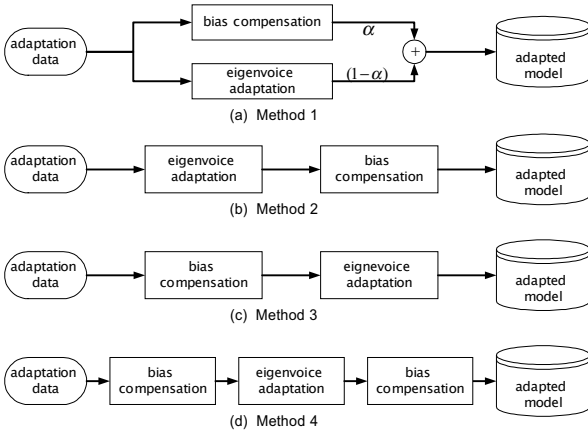 adaptation
data
bias compensation
α
eigenvoice
adaptation
(1−α)
+
adapted
model
(a) Method 1
adaptation
data
eigenvoice
adaptation
bias
compensation
adapted
model
(b) Method 2
adaptation
data
bias
compensation
eignevoice
adaptation
adapted
model
(c) Method 3
adaptation
data
bias
compensation
eigenvoice
adaptation
bias
compensation
adapted
model
(d) Method 4